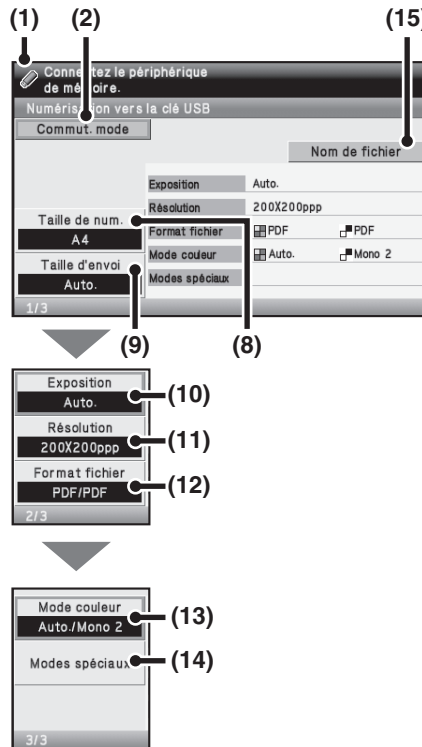 (1) (2) (15)
Connectez le périphérique
de mémoire.
Numérisation vers la clé USB
Commut. mode
Nom de fichier
Exposition Auto.
Résolution 200X200ppp
Format fichier PDF PDF
Mode couleur Auto. Mono 2
Modes spéciaux
Taille de num.
A4
Taille d'envoi
Auto.
1/3
(9) (8)
Exposition
Auto.
(10)
Résolution
200X200ppp
(11)
Format fichier
PDF/PDF
(12)
2/3
Mode couleur
Auto./Mono 2
(13)
Modes spéciaux
(14)
3/3